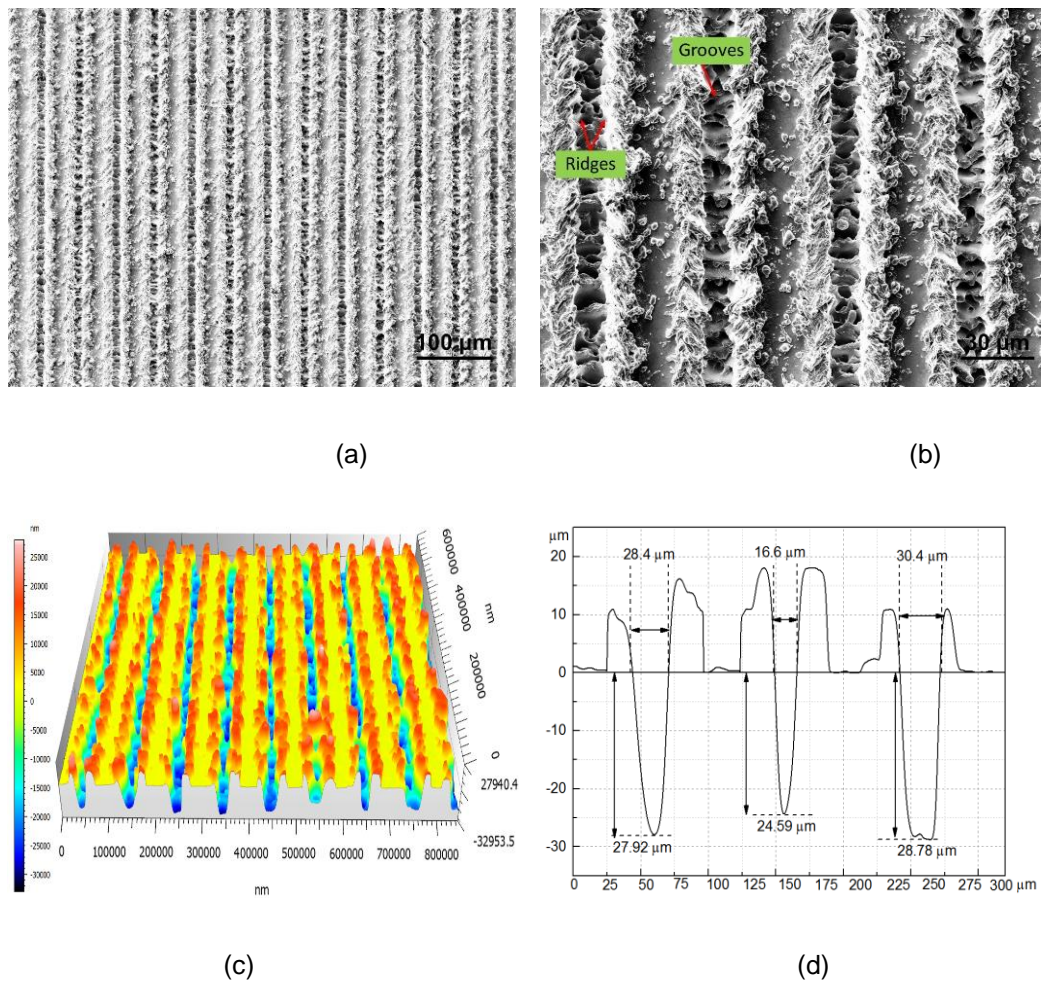 Grooves
Ridges
100 µm
30 µm
(a)
(b)
nm
25000
20000
15000
10000
5000
0
-5000
-10000
-15000
-20000
-25000
-30000
600000
400000
nm
200000
0
27940.4
-32953.5
0 100000 200000 300000 400000 500000 600000 700000 800000
nm
µm
20
10
0
-10
-20
-30
28.4 µm
16.6 µm
30.4 µm
27.92 µm
24.59 µm
28.78 µm
0 25 50 75 100 125 150 175 200 225 250 275 300 µm
(c)
(d)